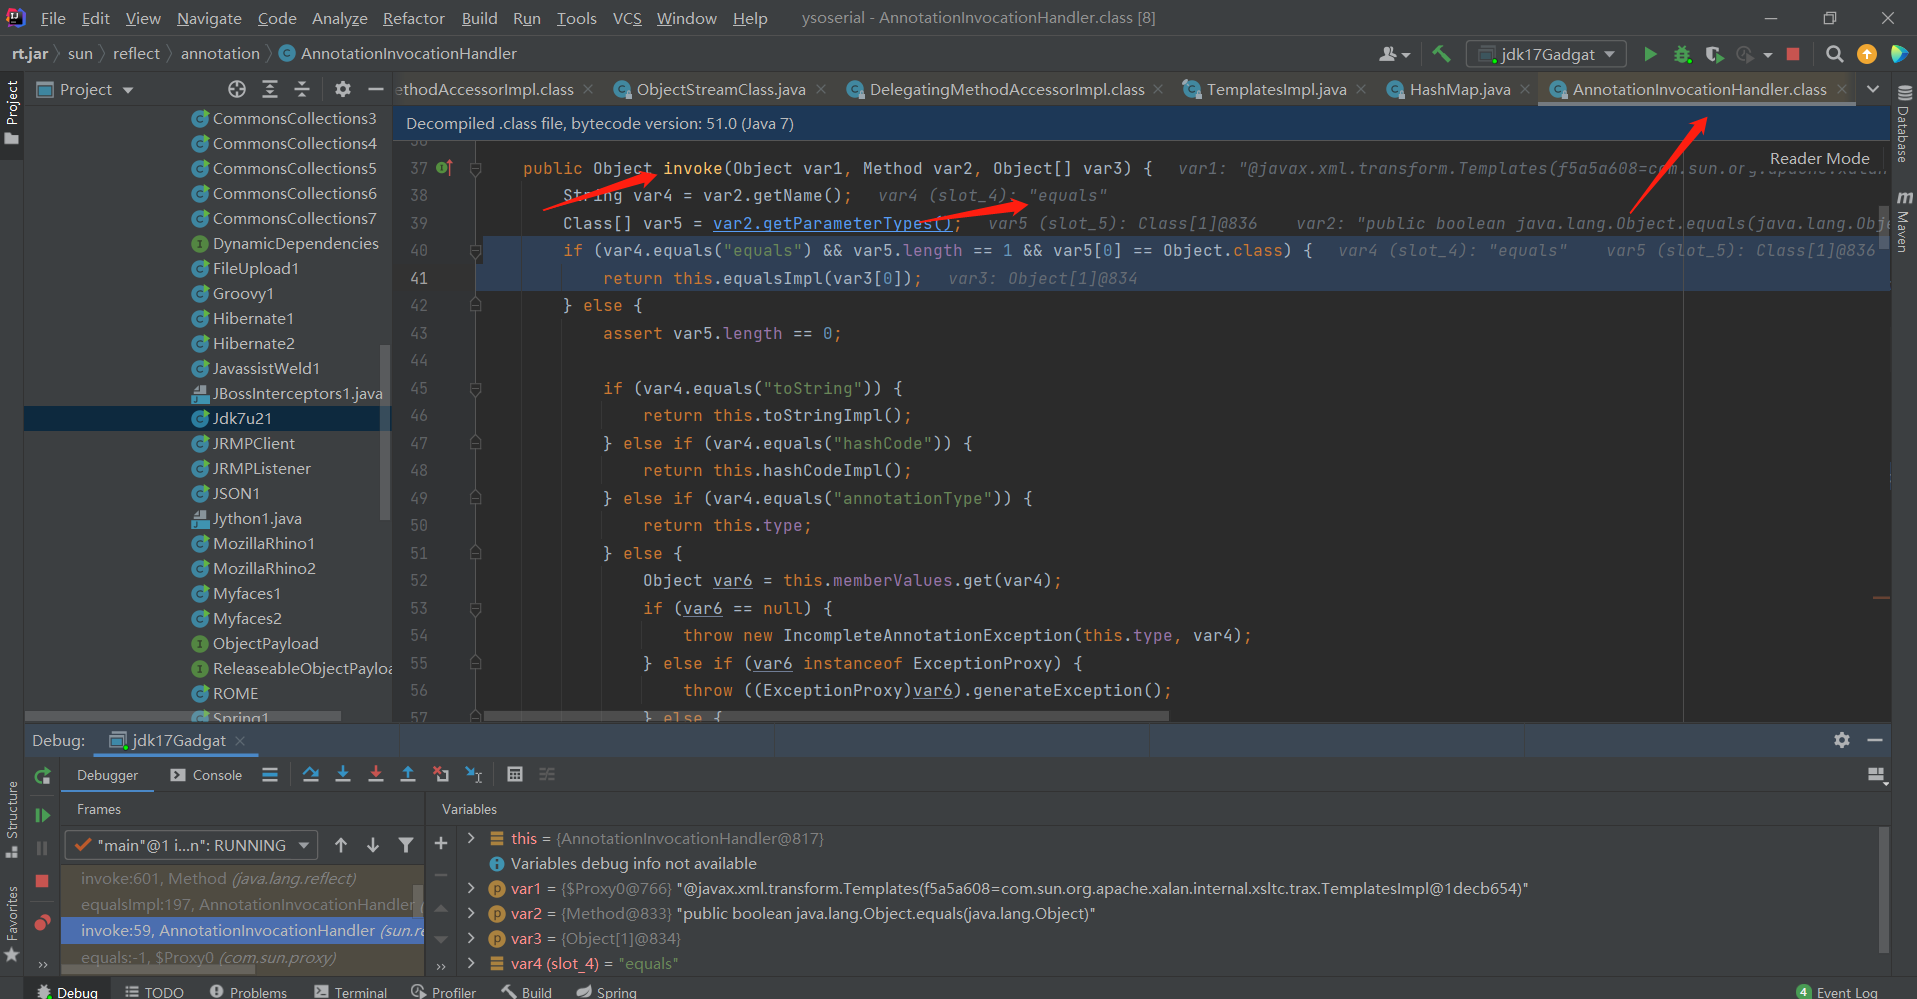 File Edit View Navigate Code Analyze Refactor Build Run Tools VCS Window Help ysoserial - AnnotationInvocationHandler.class [8]
rt.jar sun reflect annotation AnnotationInvocationHandler jdk17Gadgat
Project
Project
ethodAccessorImpl.class ObjectStreamClass.java DelegatingMethodAccessorImpl.class TemplatesImpl.java HashMap.java AnnotationInvocationHandler.class
Database
Maven
Decompiled .class file, bytecode version: 51.0 (Java 7)
Reader Mode
CommonsCollections3
CommonsCollections4
CommonsCollections5
CommonsCollections6
CommonsCollections7
DynamicDependencies
FileUpload1
Groovy1
Hibernate1
Hibernate2
JavassistWeld1
JBossInterceptors1.java
Jdk7u21
JRMPClient
JRMPListener
JSON1
Jython1.java
MozillaRhino1
MozillaRhino2
Myfaces1
Myfaces2
ObjectPayload
ReleaseableObjectPayloa
ROME
Spring1
36
37 public Object invoke(Object var1, Method var2, Object[] var3) { var1: "@javax.xml.transform.Templates(f5a5a608=com.sun.org.apache.xalan
38 String var4 = var2.getName(); var4 (slot_4): "equals"
39 Class[] var5 = var2.getParameterTypes(); var5 (slot_5): Class[1]@836 var2: "public boolean java.lang.Object.equals(java.lang.Obje
40 if (var4.equals("equals") && var5.length == 1 && var5[0] == Object.class) { var4 (slot_4): "equals" var5 (slot_5): Class[1]@836
41 return this.equalsImpl(var3[0]); var3: Object[1]@834
42 } else {
43 assert var5.length == 0;
44
45 if (var4.equals("toString")) {
46 return this.toStringImpl();
47 } else if (var4.equals("hashCode")) {
48 return this.hashCodeImpl();
49 } else if (var4.equals("annotationType")) {
50 return this.type;
51 } else {
52 Object var6 = this.memberValues.get(var4);
53 if (var6 == null) {
54 throw new IncompleteAnnotationException(this.type, var4);
55 } else if (var6 instanceof ExceptionProxy) {
56 throw ((ExceptionProxy)var6).generateException();
57 } else {
Debug: jdk17Gadgat
Debugger Console
Structure
Favorites
Frames
"main"@1 i...n": RUNNING
invoke:601, Method (java.lang.reflect)
equalsImpl:197, AnnotationInvocationHandler (
invoke:59, AnnotationInvocationHandler (sun.re
equals:-1, $Proxy0 (com.sun.proxy)
Variables
this = {AnnotationInvocationHandler@817}
Variables debug info not available
var1 = {$Proxy0@766} "@javax.xml.transform.Templates(f5a5a608=com.sun.org.apache.xalan.internal.xsltc.trax.TemplatesImpl@1decb654)"
var2 = {Method@833} "public boolean java.lang.Object.equals(java.lang.Object)"
var3 = {Object[1]@834}
var4 (slot_4) = "equals"
Debug TODO Problems Terminal Profiler Build Spring 4 Event Log